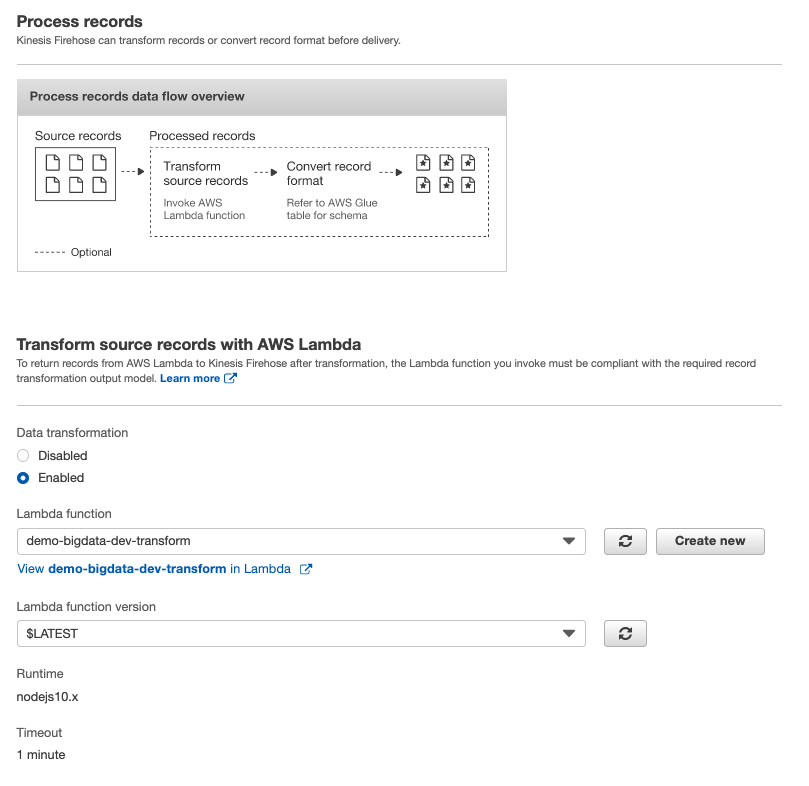 Process records
Kinesis Firehose can transform records or convert record format before delivery.
Process records data flow overview
Source records
Processed records
Transform
source records
Invoke AWS
Lambda function
Convert record
format
Refer to AWS Glue
table for schema
Optional
Transform source records with AWS Lambda
To return records from AWS Lambda to Kinesis Firehose after transformation, the Lambda function you invoke must be compliant with the required record
transformation output model. Learn more
Data transformation
Disabled
Enabled
Lambda function
demo-bigdata-dev-transform
Create new
View demo-bigdata-dev-transform in Lambda
Lambda function version
$LATEST
Runtime
nodejs10.x
Timeout
1 minute